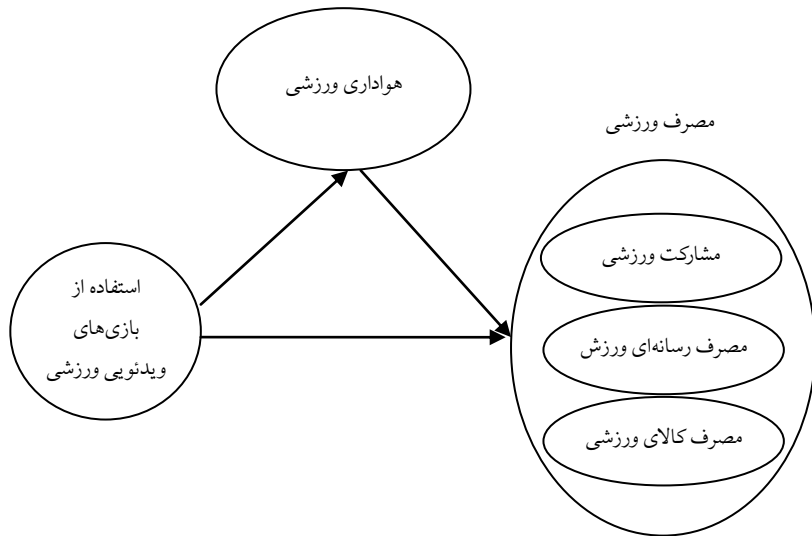 هواداری ورزشی
مصرف ورزشی
مشارکت ورزشی
استفاده از
بازی‌های
ویدئویی ورزشی
مصرف رسانه‌ای ورزش
مصرف کالای ورزشی